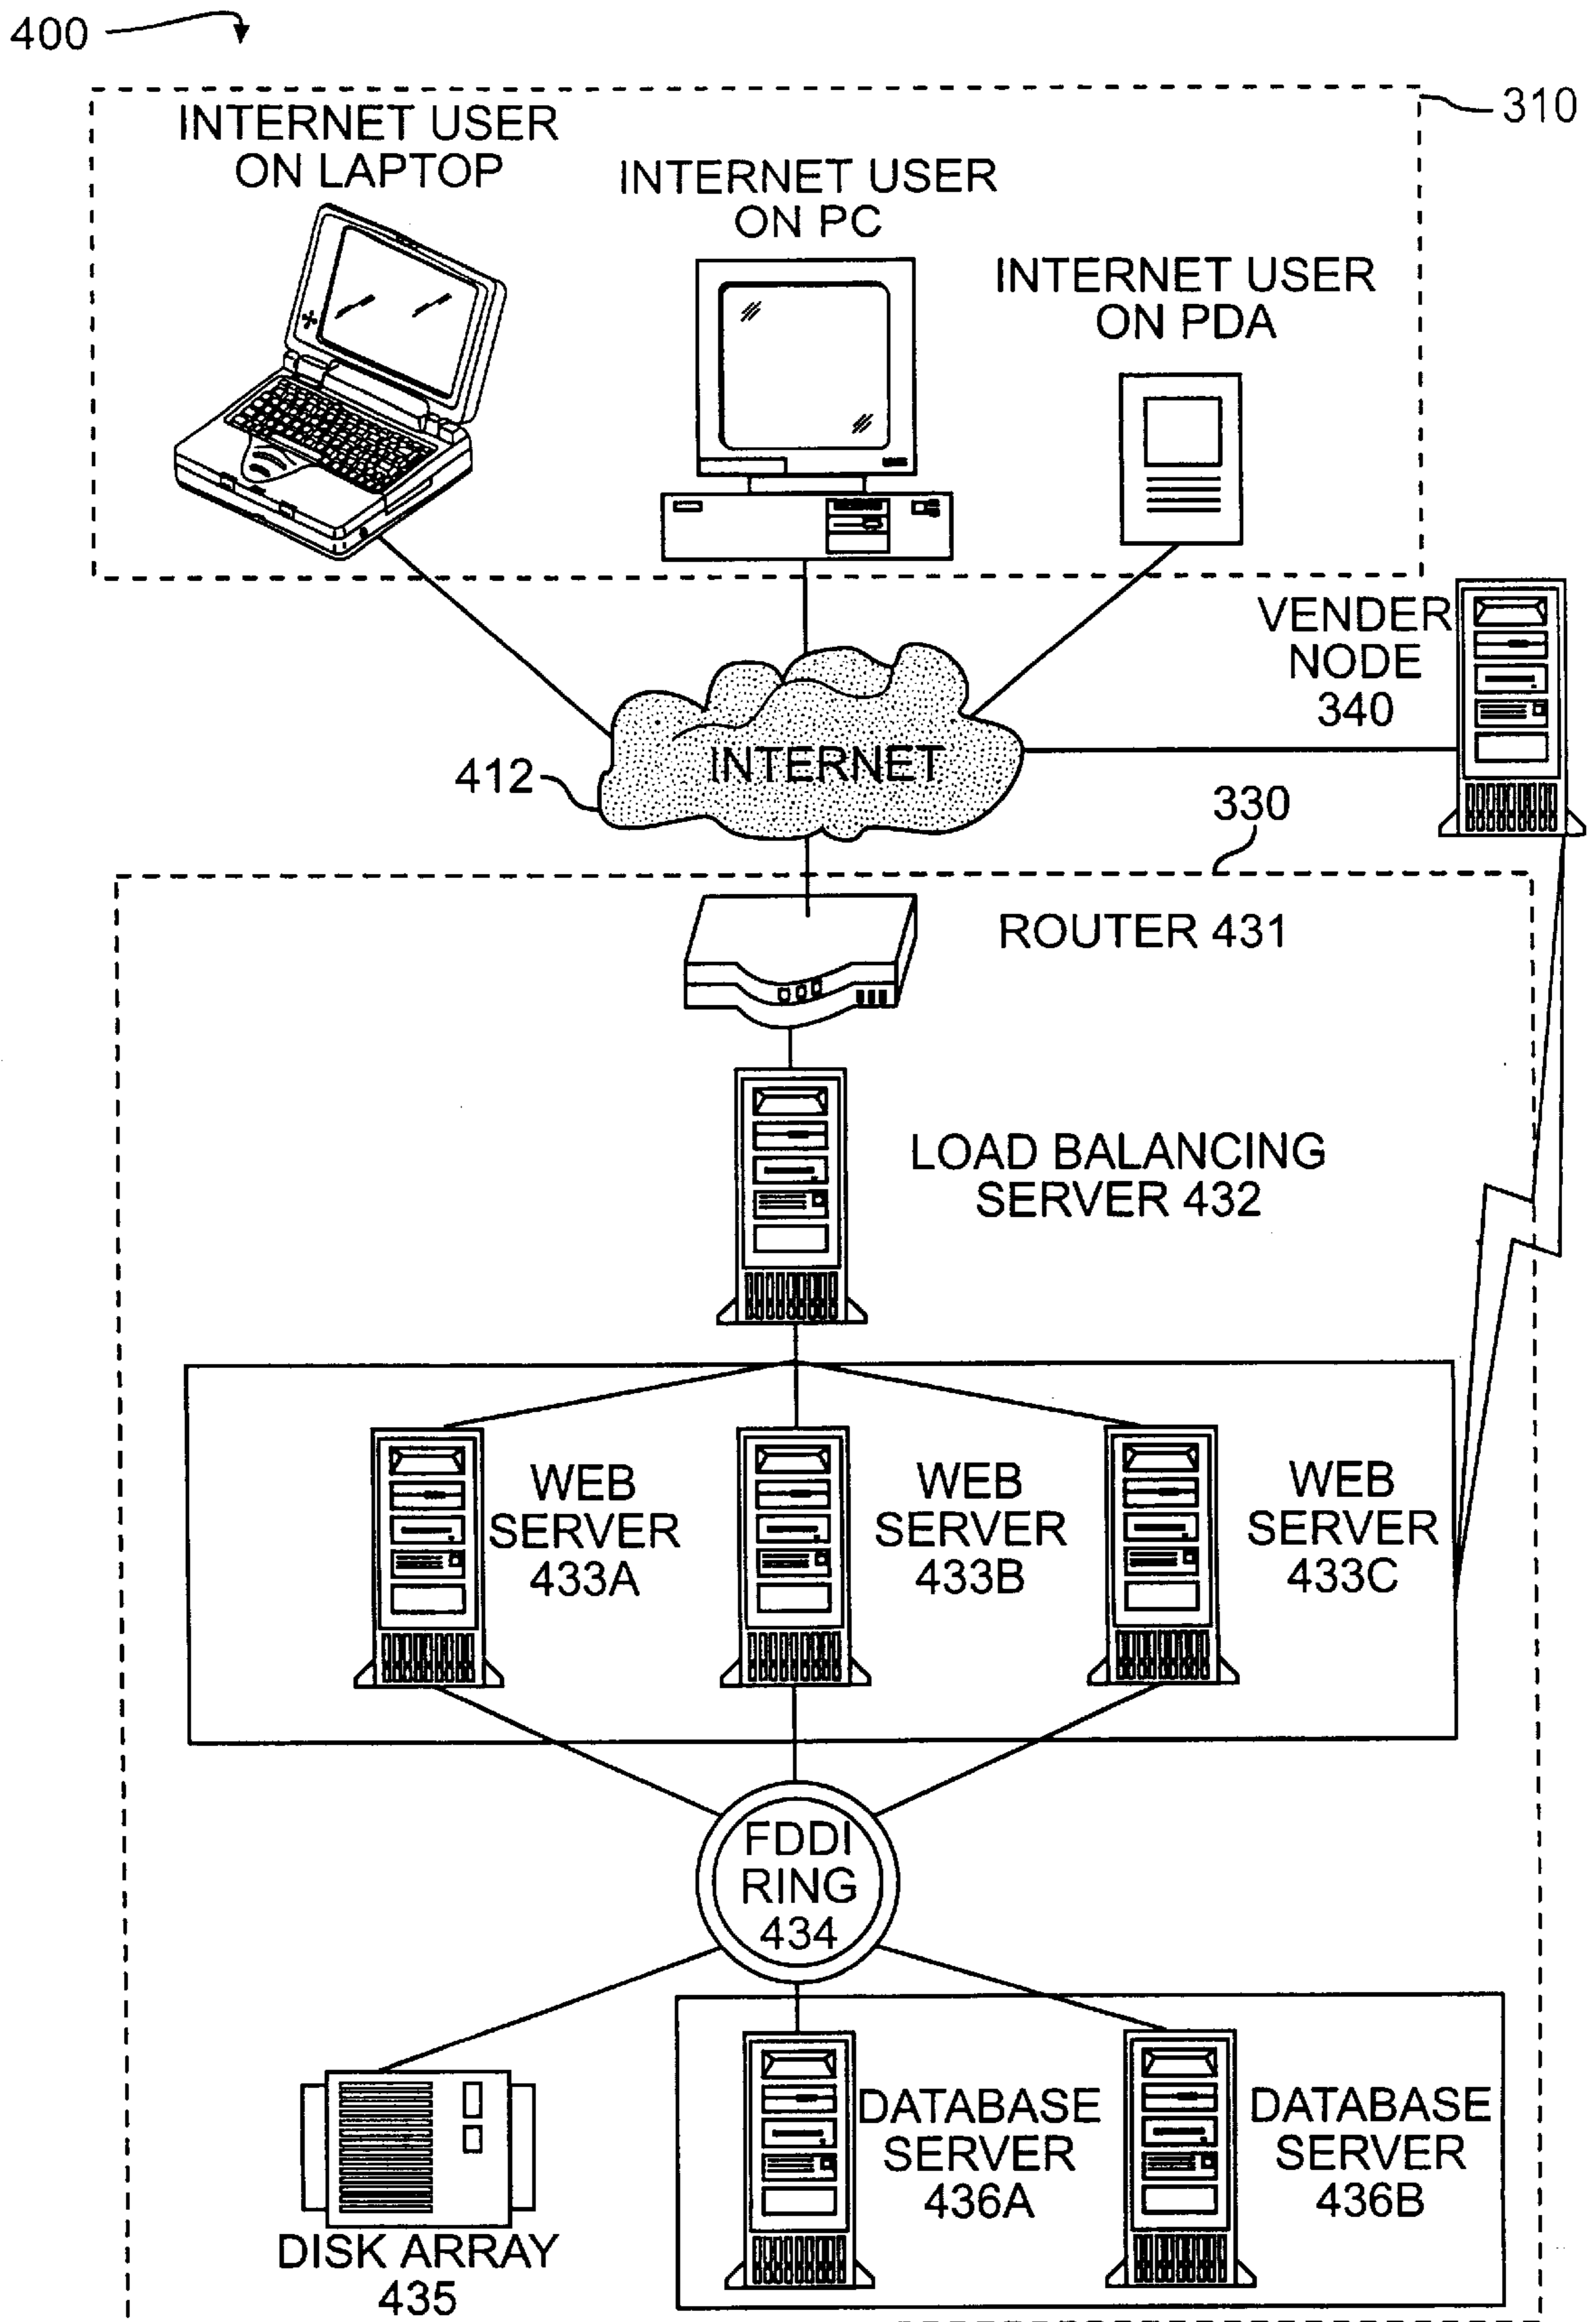 400
310
INTERNET USER
ON LAPTOP
INTERNET USER
ON PC
INTERNET USER
ON PDA
VENDER
NODE
340
INTERNET
412
330
ROUTER 431
LOAD BALANCING
SERVER 432
WEB
SERVER
433A
WEB
SERVER
433B
WEB
SERVER
433C
FDDI
RING
434
DATABASE
SERVER
436A
DATABASE
SERVER
436B
DISK ARRAY
435